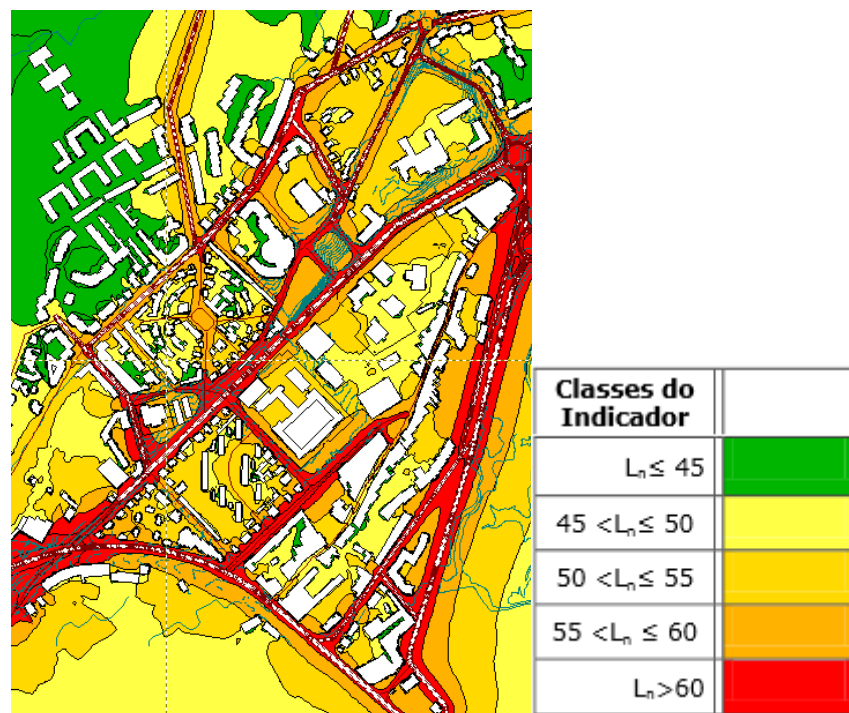 Classes do
Indicador
Lₙ≤ 45
45 <Lₙ≤ 50
50 <Lₙ≤ 55
55 <Lₙ ≤ 60
Lₙ>60